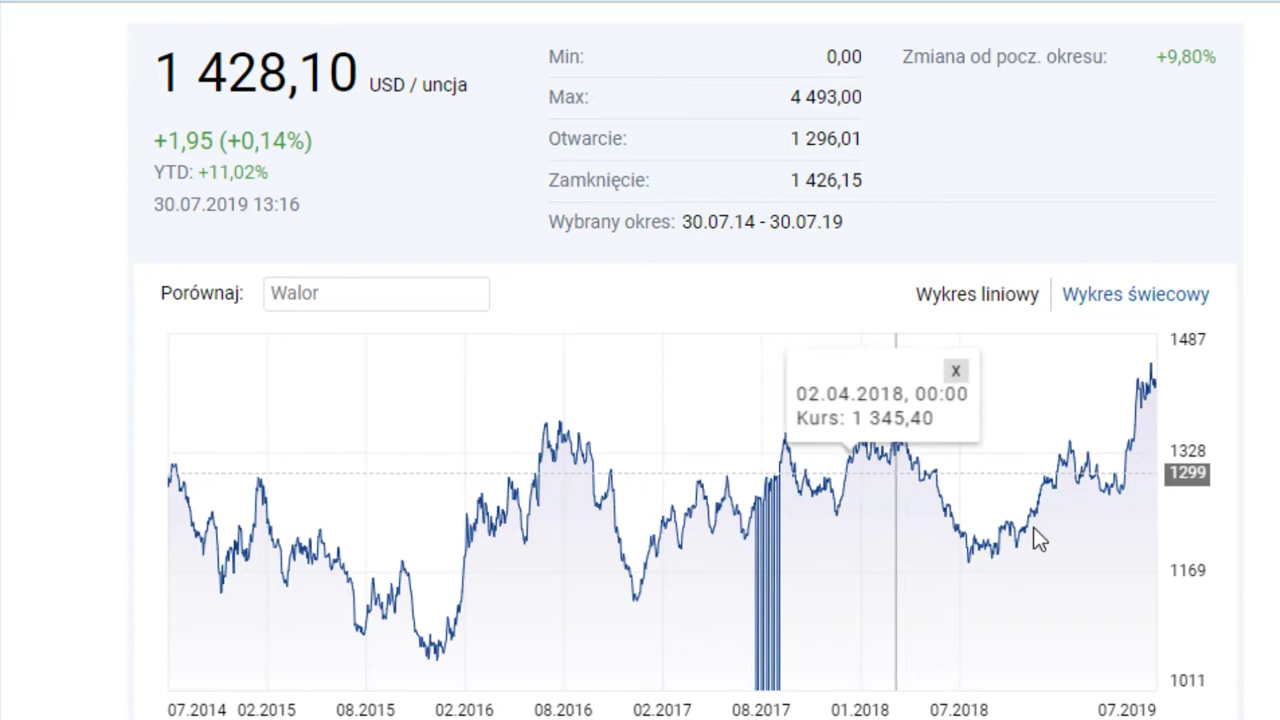 1 428,10 USD / uncja
+1,95 (+0,14%)
YTD: +11,02%
30.07.2019 13:16
Min: 0,00
Max: 4 493,00
Otwarcie: 1 296,01
Zamknięcie: 1 426,15
Wybrany okres: 30.07.14 - 30.07.19
Zmiana od pocz. okresu: +9,80%
Porównaj: Walor
Wykres liniowy Wykres świecowy
X
02.04.2018, 00:00
Kurs: 1 345,40
1487
1328
1299
1169
1011
07.2014 02.2015 08.2015 02.2016 08.2016 02.2017 08.2017 01.2018 07.2018 07.2019